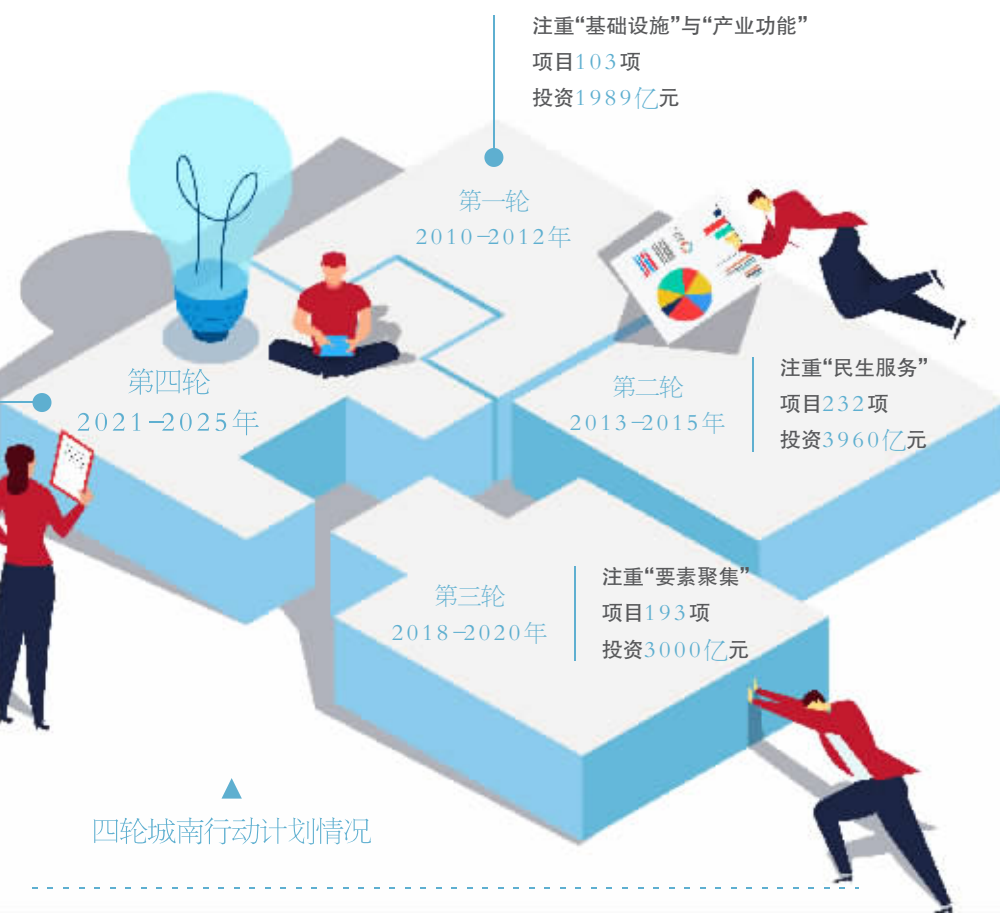 注重“基础设施”与“产业功能”
项目103项
投资1989亿元
第一轮
2010-2012年
第二轮
2013-2015年
注重“民生服务”
项目232项
投资3960亿元
第四轮
2021-2025年
第三轮
2018-2020年
注重“要素聚集”
项目193项
投资3000亿元
四轮城南行动计划情况